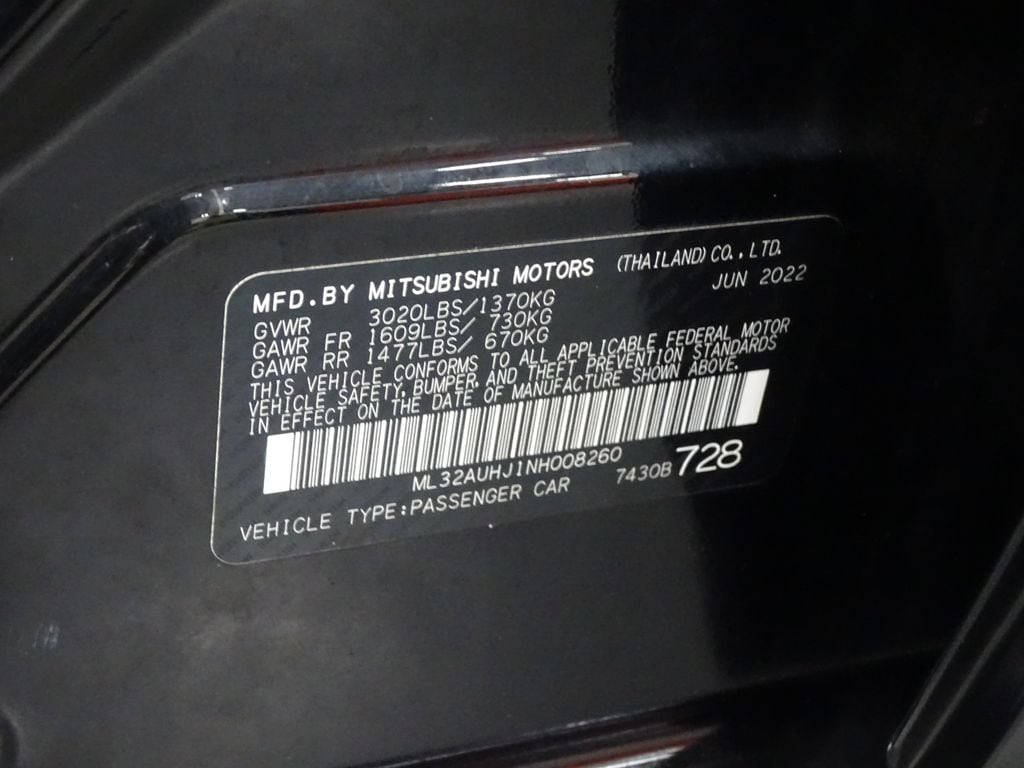 MFD.BY MITSUBISHI MOTORS (THAILAND) CO., LTD.
JUN 2022
GVWR 3020LBS/1370KG
GAWR FR 1609LBS/ 730KG
GAWR RR 1477LBS/ 670KG
THIS VEHICLE CONFORMS TO ALL APPLICABLE FEDERAL MOTOR
VEHICLE SAFETY, BUMPER, AND THEFT PREVENTION STANDARDS
IN EFFECT ON THE DATE OF MANUFACTURE SHOWN ABOVE.
ML32AUHJ1NH008260
VEHICLE TYPE:PASSENGER CAR 7430B 728